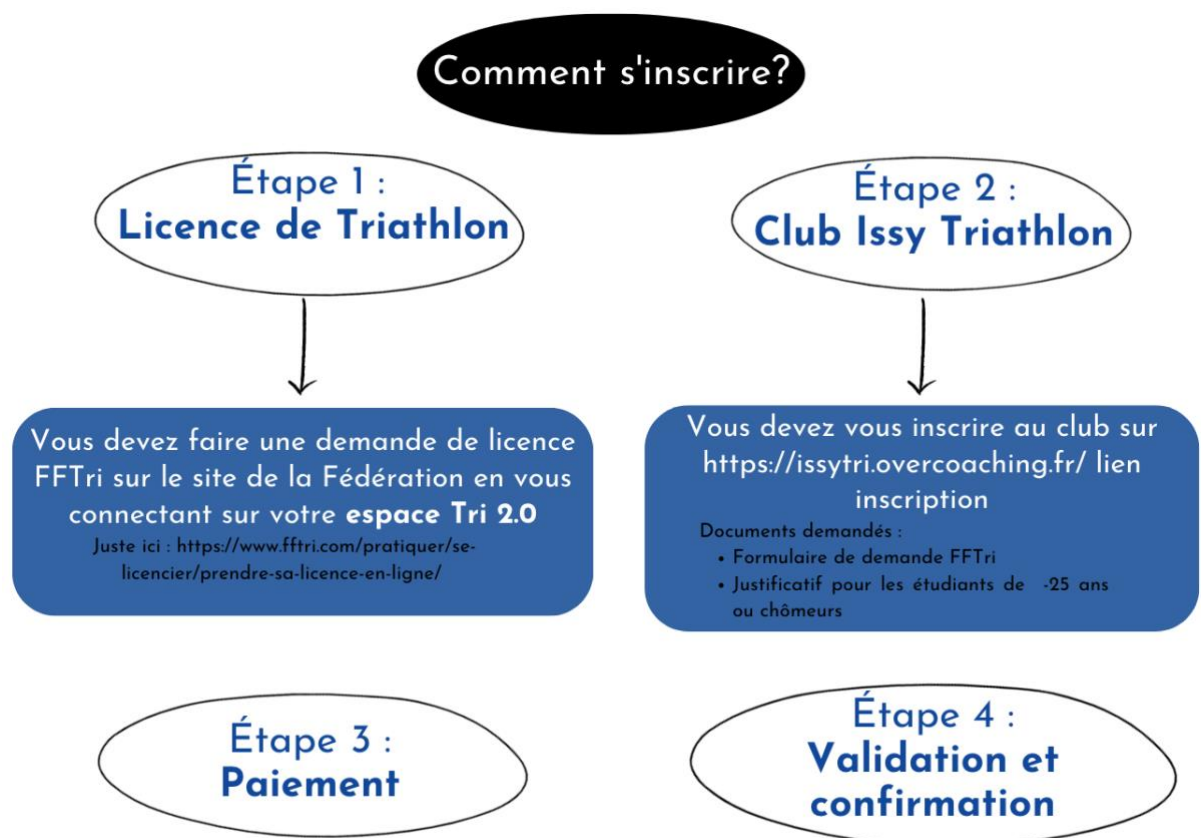 Comment s'inscrire?
Étape 1 :
Licence de Triathlon
Étape 2 :
Club Issy Triathlon
Vous devez faire une demande de licence
FFTri sur le site de la Fédération en vous
connectant sur votre espace Tri 2.0
Juste ici : https://www.fftri.com/pratiquer/se-
licencier/prendre-sa-licence-en-ligne/
Vous devez vous inscrire au club sur
https://issytri.overcoaching.fr/ lien
inscription
Documents demandés :
• Formulaire de demande FFTri
• Justificatif pour les étudiants de -25 ans
ou chômeurs
Étape 3 :
Paiement
Étape 4 :
Validation et
confirmation